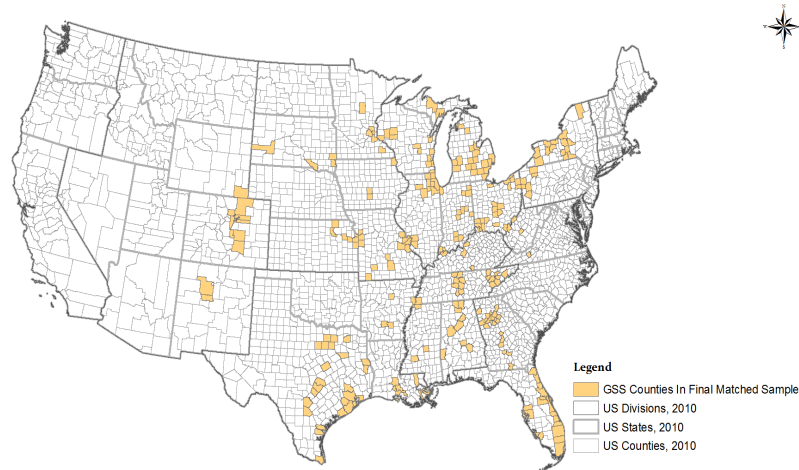 N
W
E
S
Legend
GSS Counties In Final Matched Sample
US Divisions, 2010
US States, 2010
US Counties, 2010